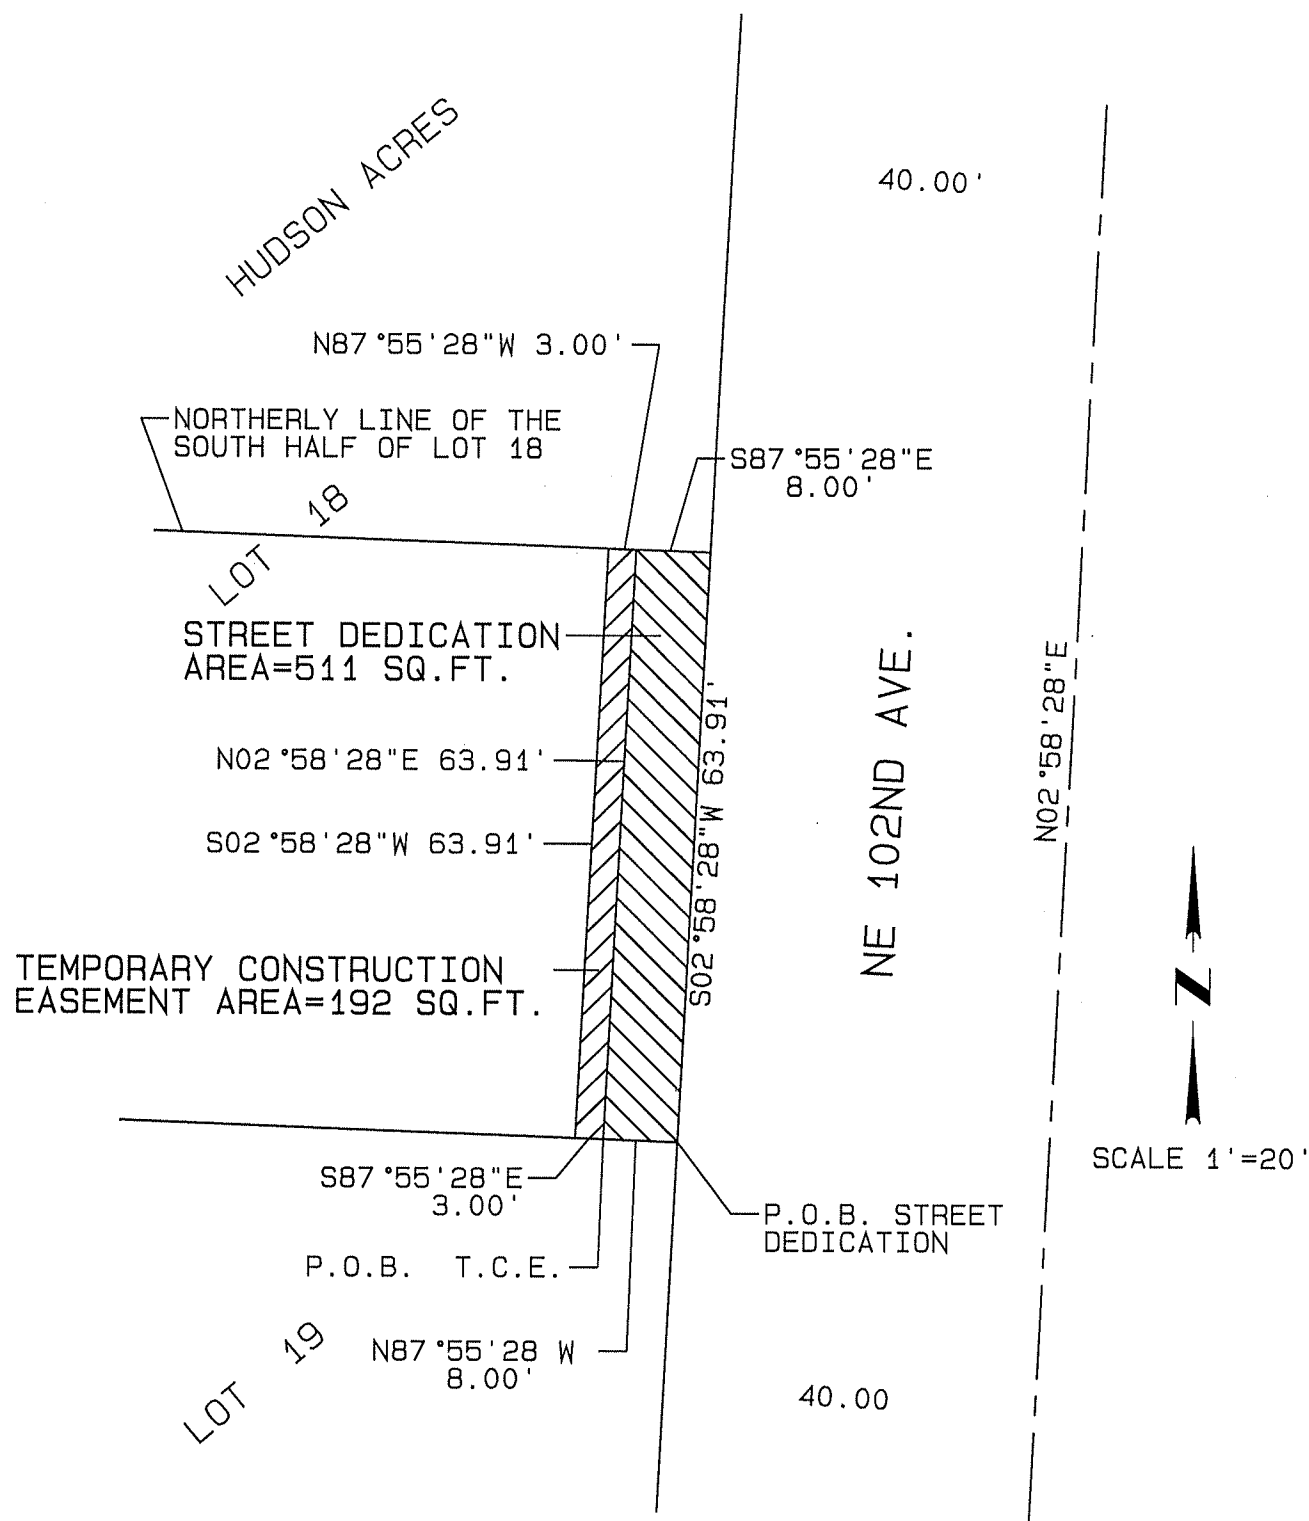 HUDSON ACRES
40.00'
N87°55'28"W 3.00'
NORTHERLY LINE OF THE
SOUTH HALF OF LOT 18
S87°55'28"E
8.00'
LOT 18
STREET DEDICATION
AREA=511 SQ.FT.
N02°58'28"E 63.91'
S02°58'28"W 63.91'
S02°58'28"W 63.91'
NE 102ND AVE.
N02°58'28"E
TEMPORARY CONSTRUCTION
EASEMENT AREA=192 SQ.FT.
N
SCALE 1'=20'
S87°55'28"E
3.00'
P.O.B. STREET
DEDICATION
P.O.B. T.C.E.
LOT 19
N87°55'28 W
8.00'
40.00